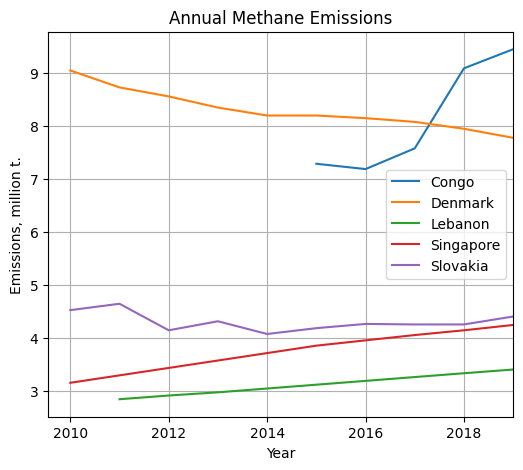 Annual Methane Emissions
Emissions, million t.
9
8
7
6
5
4
3
Congo
Denmark
Lebanon
Singapore
Slovakia
2010 2012 2014 2016 2018
Year